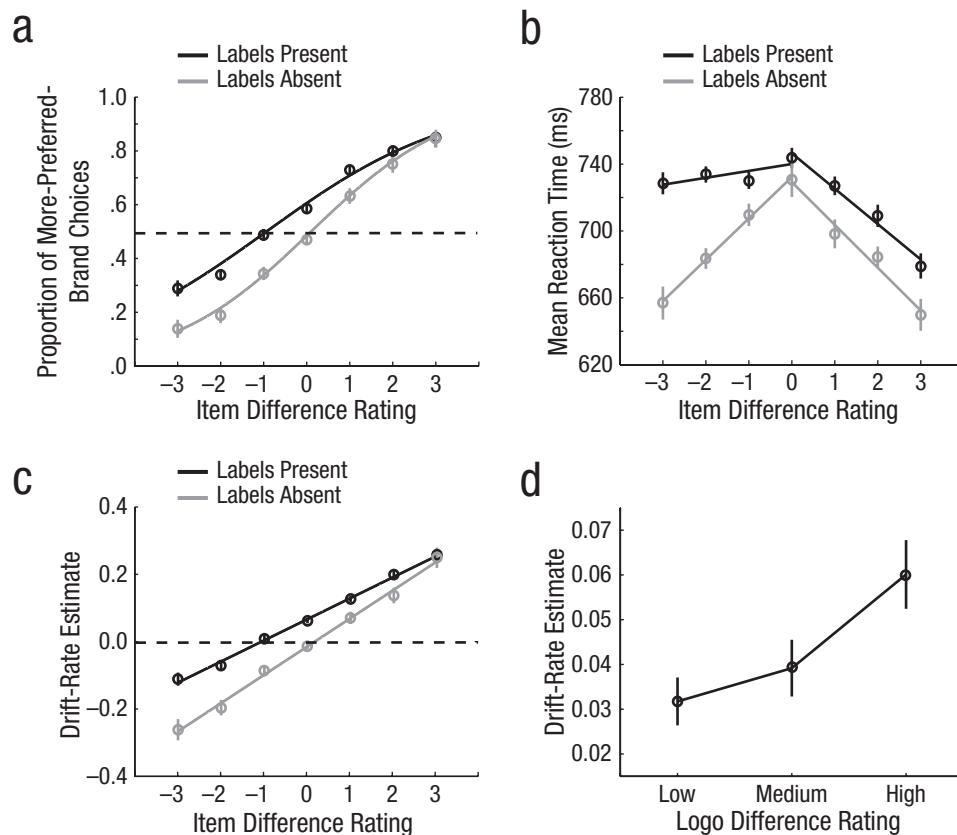 a
Labels Present
Labels Absent
Proportion of More-Preferred-
Brand Choices
1.0
.8
.6
.4
.2
.0
–3 –2 –1 0 1 2 3
Item Difference Rating
b
Labels Present
Labels Absent
Mean Reaction Time (ms)
780
740
700
660
620
–3 –2 –1 0 1 2 3
Item Difference Rating
c
Labels Present
Labels Absent
Drift-Rate Estimate
0.4
0.2
0.0
–0.2
–0.4
–3 –2 –1 0 1 2 3
Item Difference Rating
d
Drift-Rate Estimate
0.07
0.06
0.05
0.04
0.03
0.02
Low Medium High
Logo Difference Rating